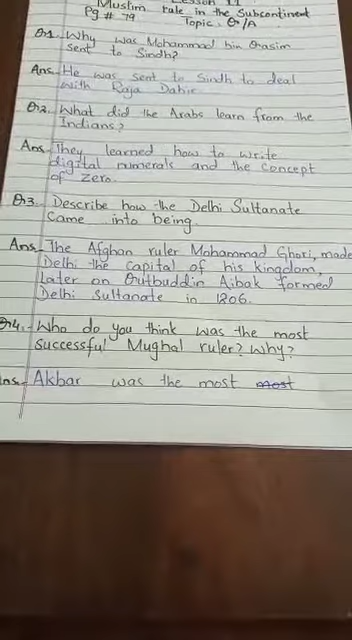 Lesson 11
Muslim rule in the Subcontinent
Pg # 79 Topic: Q/A
Q1. Why was Mohammad bin Qasim
sent to Sindh?
Ans. He was sent to Sindh to deal
with Raja Dahir.
Q2. What did the Arabs learn from the
Indians?
Ans. They learned how to write
digital numerals and the concept
of zero.
Q3. Describe how the Delhi Sultanate
Came into being.
Ans. The Afghan ruler Mohammad Ghori, made
Delhi the capital of his kingdom,
Later on Qutbuddin Aibak formed
Delhi Sultanate in 1206.
Q4. Who do you think was the most
successful Mughal ruler? Why?
Ans. Akbar was the most most